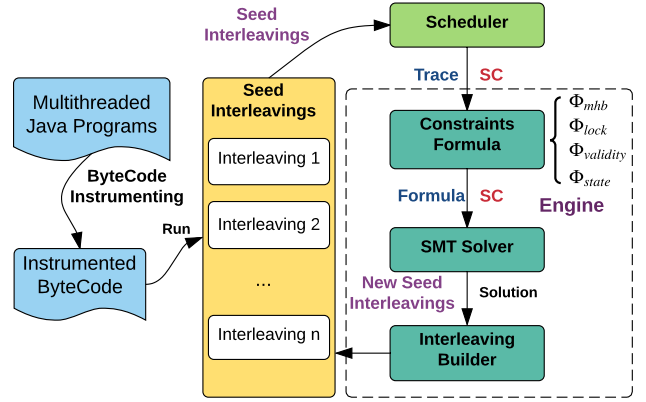 Seed
Interleavings
Scheduler
Trace SC
Multithreaded
Java Programs
Seed
Interleavings
Interleaving 1
Interleaving 2
...
Interleaving n
ByteCode
Instrumenting
Run
Instrumented
ByteCode
Constraints
Formula
Φmhb
Φlock
Φvalidity
Φstate
Engine
Formula SC
SMT Solver
New Seed
Interleavings
Solution
Interleaving
Builder